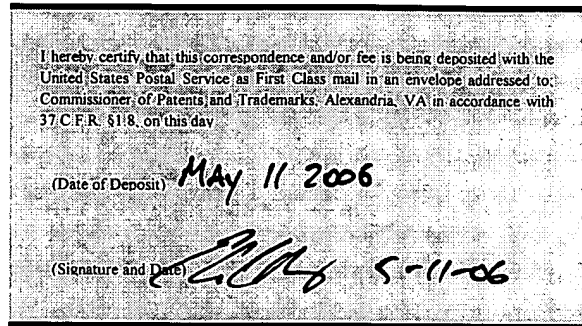 I hereby certify that this correspondence and/or fee is being deposited with the
United States Postal Service as First Class mail in an envelope addressed to:
Commissioner of Patents and Trademarks, Alexandria, VA in accordance with
37 C.F.R. §1.8, on this day
(Date of Deposit) MAY 11 2006
(Signature and Date) 5-11-06